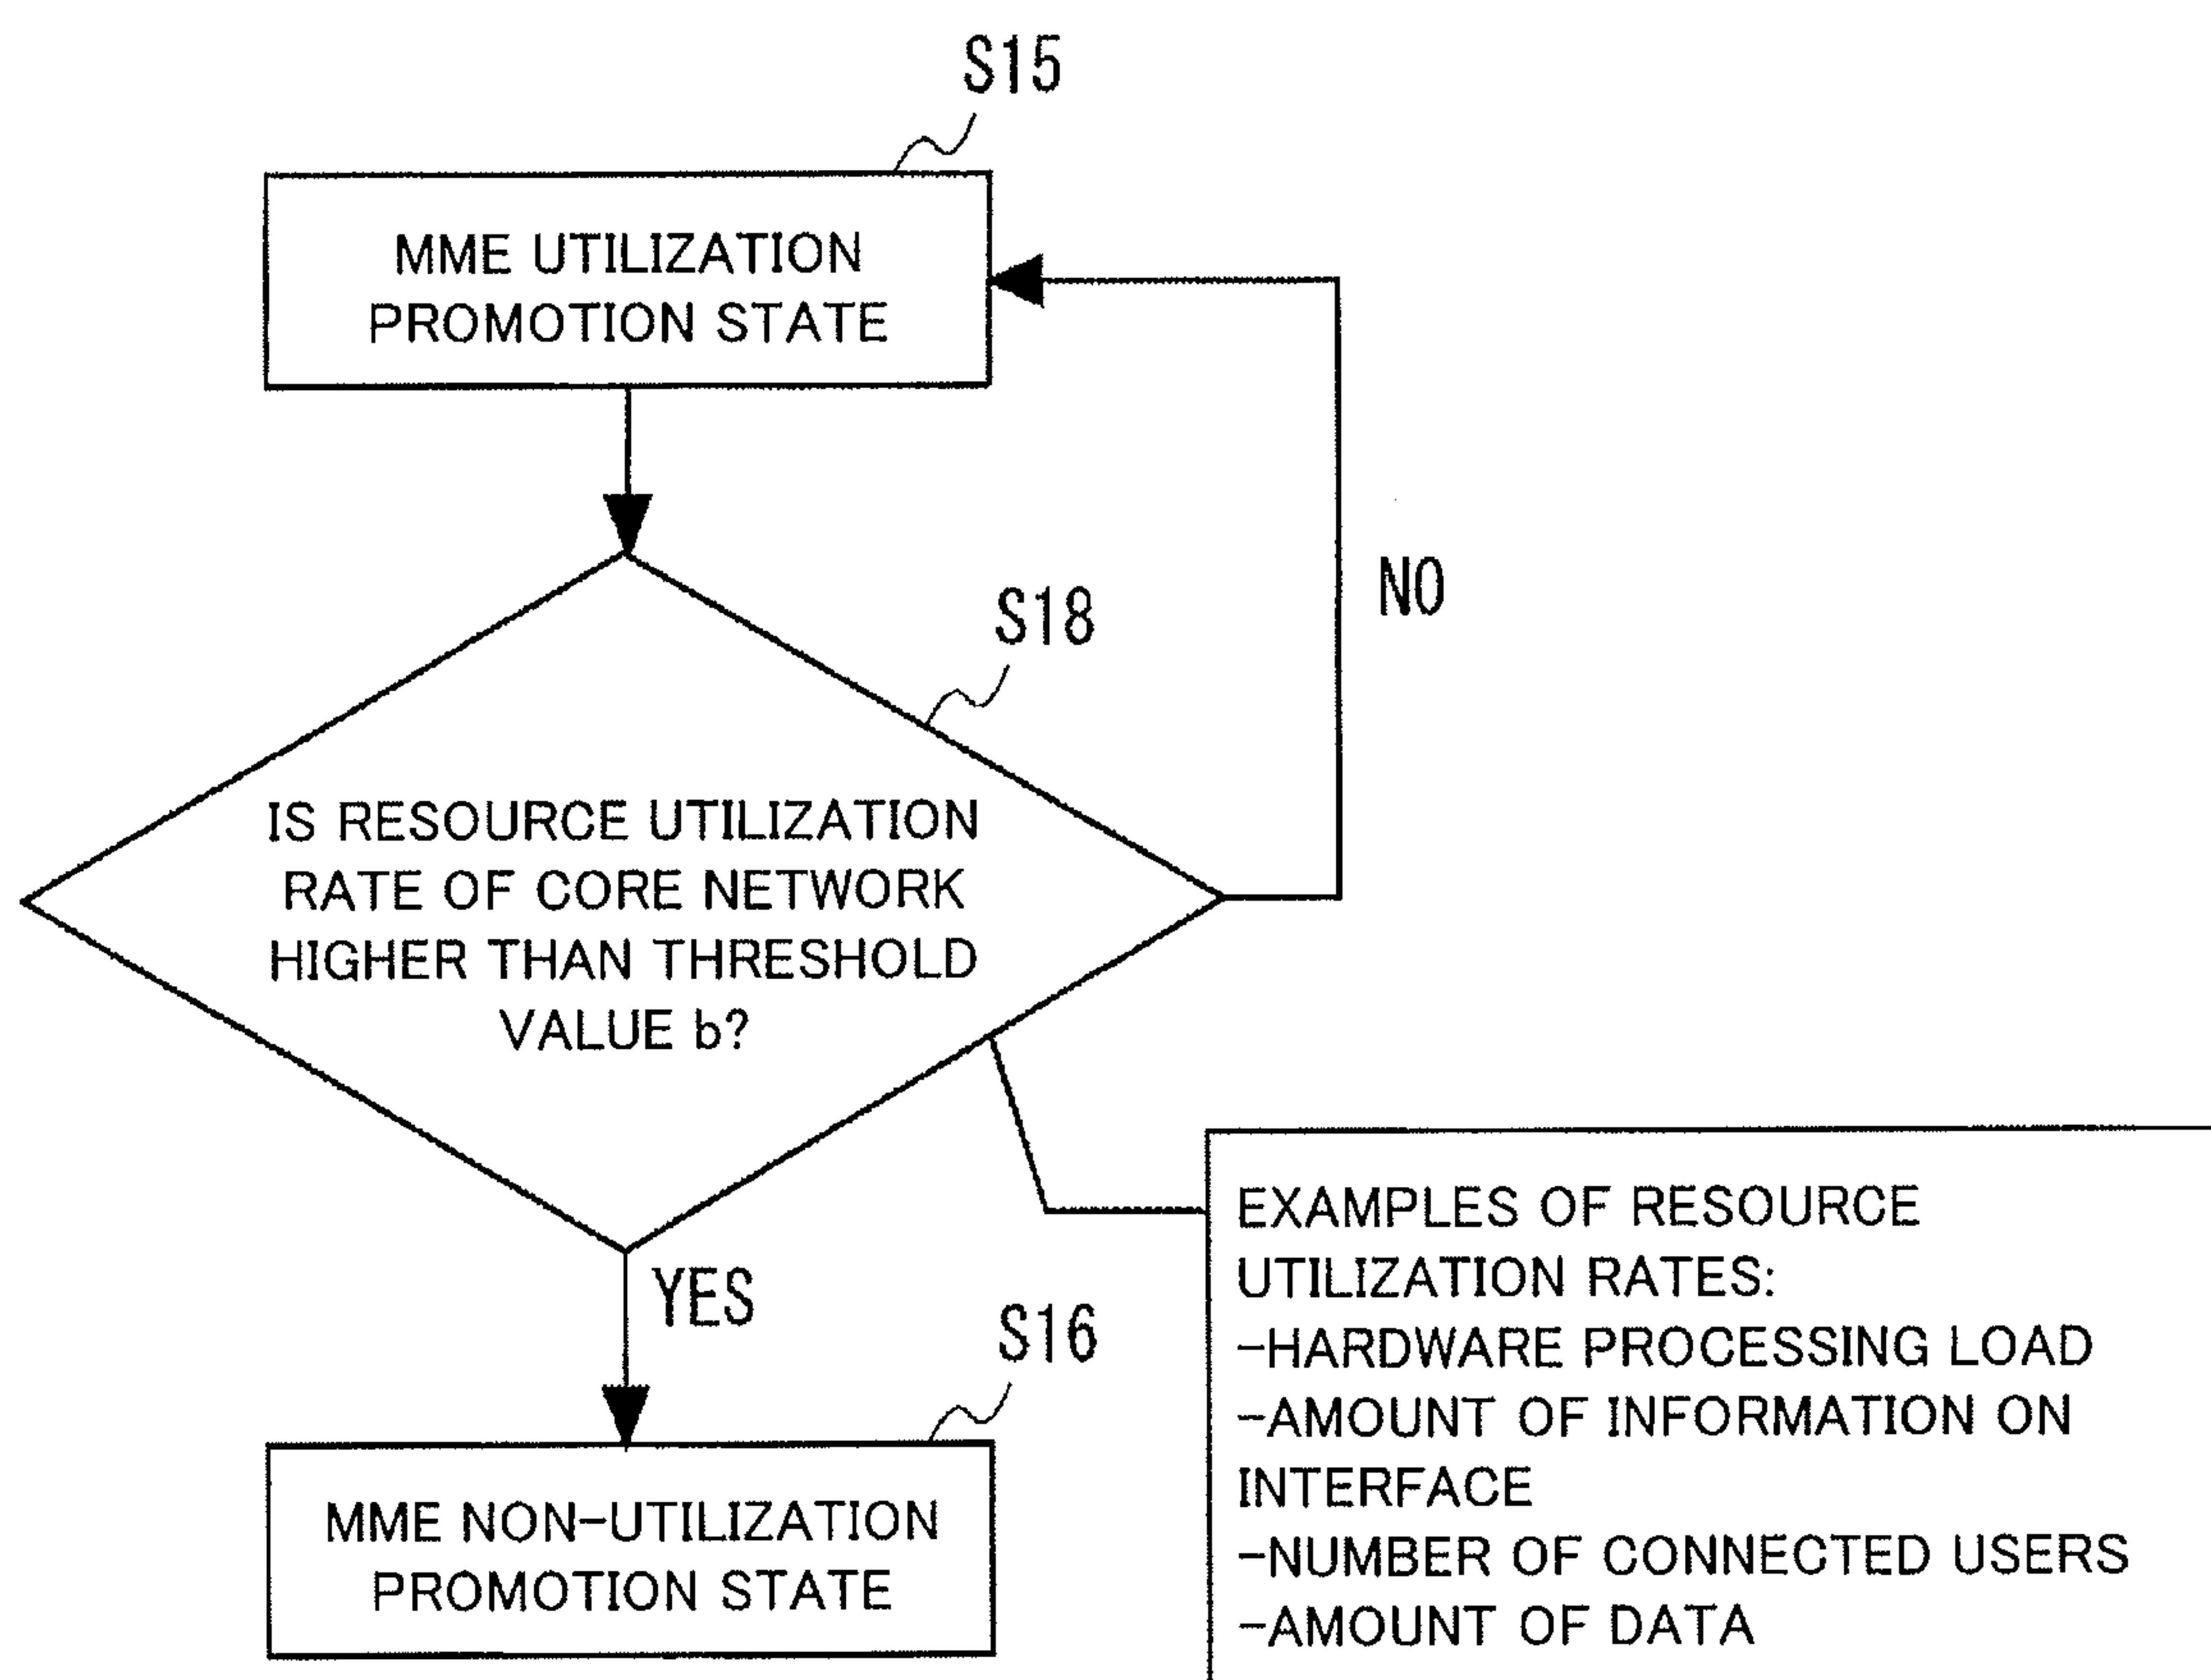 S15
MME UTILIZATION
PROMOTION STATE
NO
S18
IS RESOURCE UTILIZATION
RATE OF CORE NETWORK
HIGHER THAN THRESHOLD
VALUE b?
YES
S16
MME NON-UTILIZATION
PROMOTION STATE
EXAMPLES OF RESOURCE
UTILIZATION RATES:
-HARDWARE PROCESSING LOAD
-AMOUNT OF INFORMATION ON
INTERFACE
-NUMBER OF CONNECTED USERS
-AMOUNT OF DATA